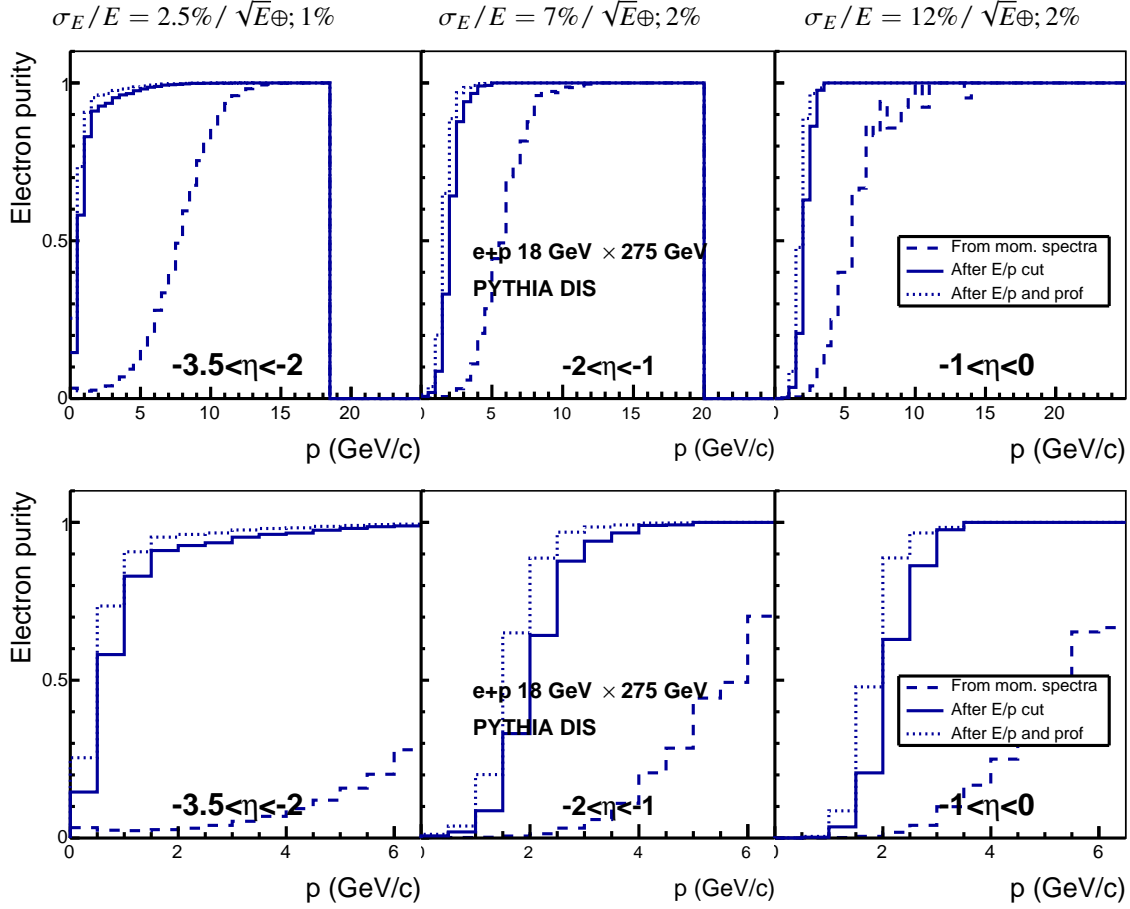 σ_E/E = 2.5%/ √E⊕; 1%
σ_E/E = 7%/ √E⊕; 2%
σ_E/E = 12%/ √E⊕; 2%
Electron purity
1
0.5
0
e+p 18 GeV × 275 GeV
PYTHIA DIS
From mom. spectra
After E/p cut
After E/p and prof
-3.5<η<-2
-2<η<-1
-1<η<0
0 5 10 15 20
0 5 10 15 20
0 5 10 15 20
p (GeV/c)
p (GeV/c)
p (GeV/c)
Electron purity
1
0.5
0
e+p 18 GeV × 275 GeV
PYTHIA DIS
From mom. spectra
After E/p cut
After E/p and prof
-3.5<η<-2
-2<η<-1
-1<η<0
0 2 4 6
0 2 4 6
0 2 4 6
p (GeV/c)
p (GeV/c)
p (GeV/c)